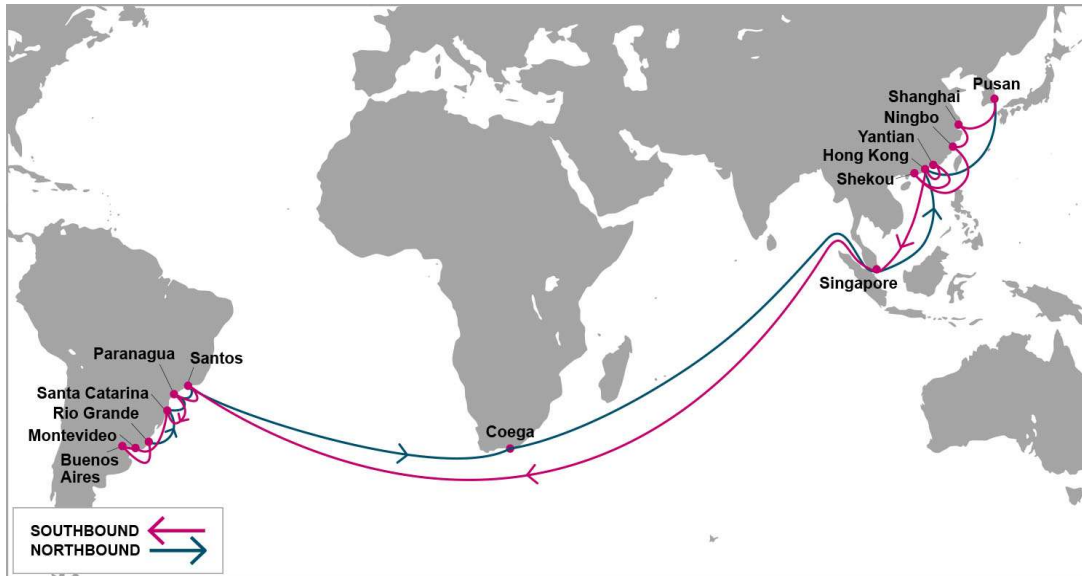 Pusan
Shanghai
Ningbo
Yantian
Hong Kong
Shekou
Singapore
Paranagua
Santos
Santa Catarina
Rio Grande
Montevideo
Buenos
Aires
Coega
SOUTHBOUND
NORTHBOUND